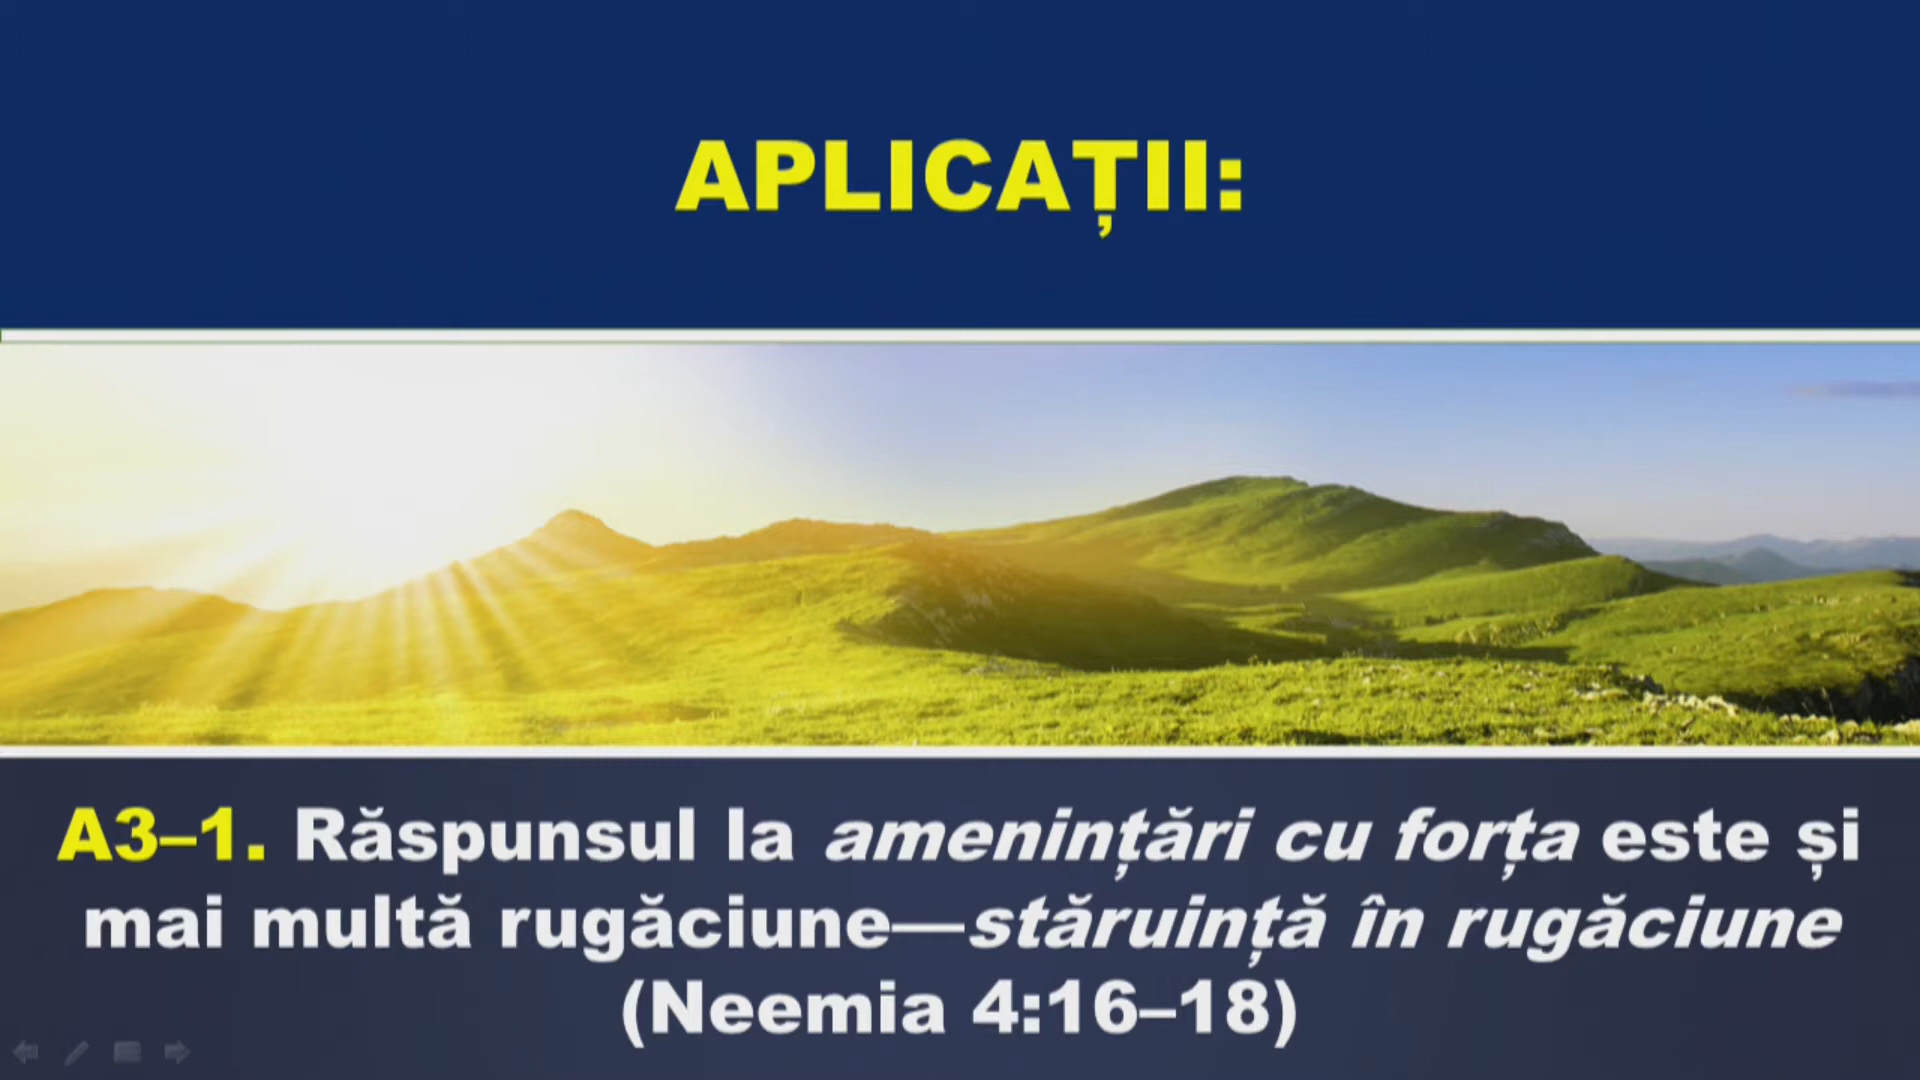 APLICAȚII:
A3–1. Răspunsul la amenințări cu forța este și
mai multă rugăciune—stăruință în rugăciune
(Neemia 4:16–18)